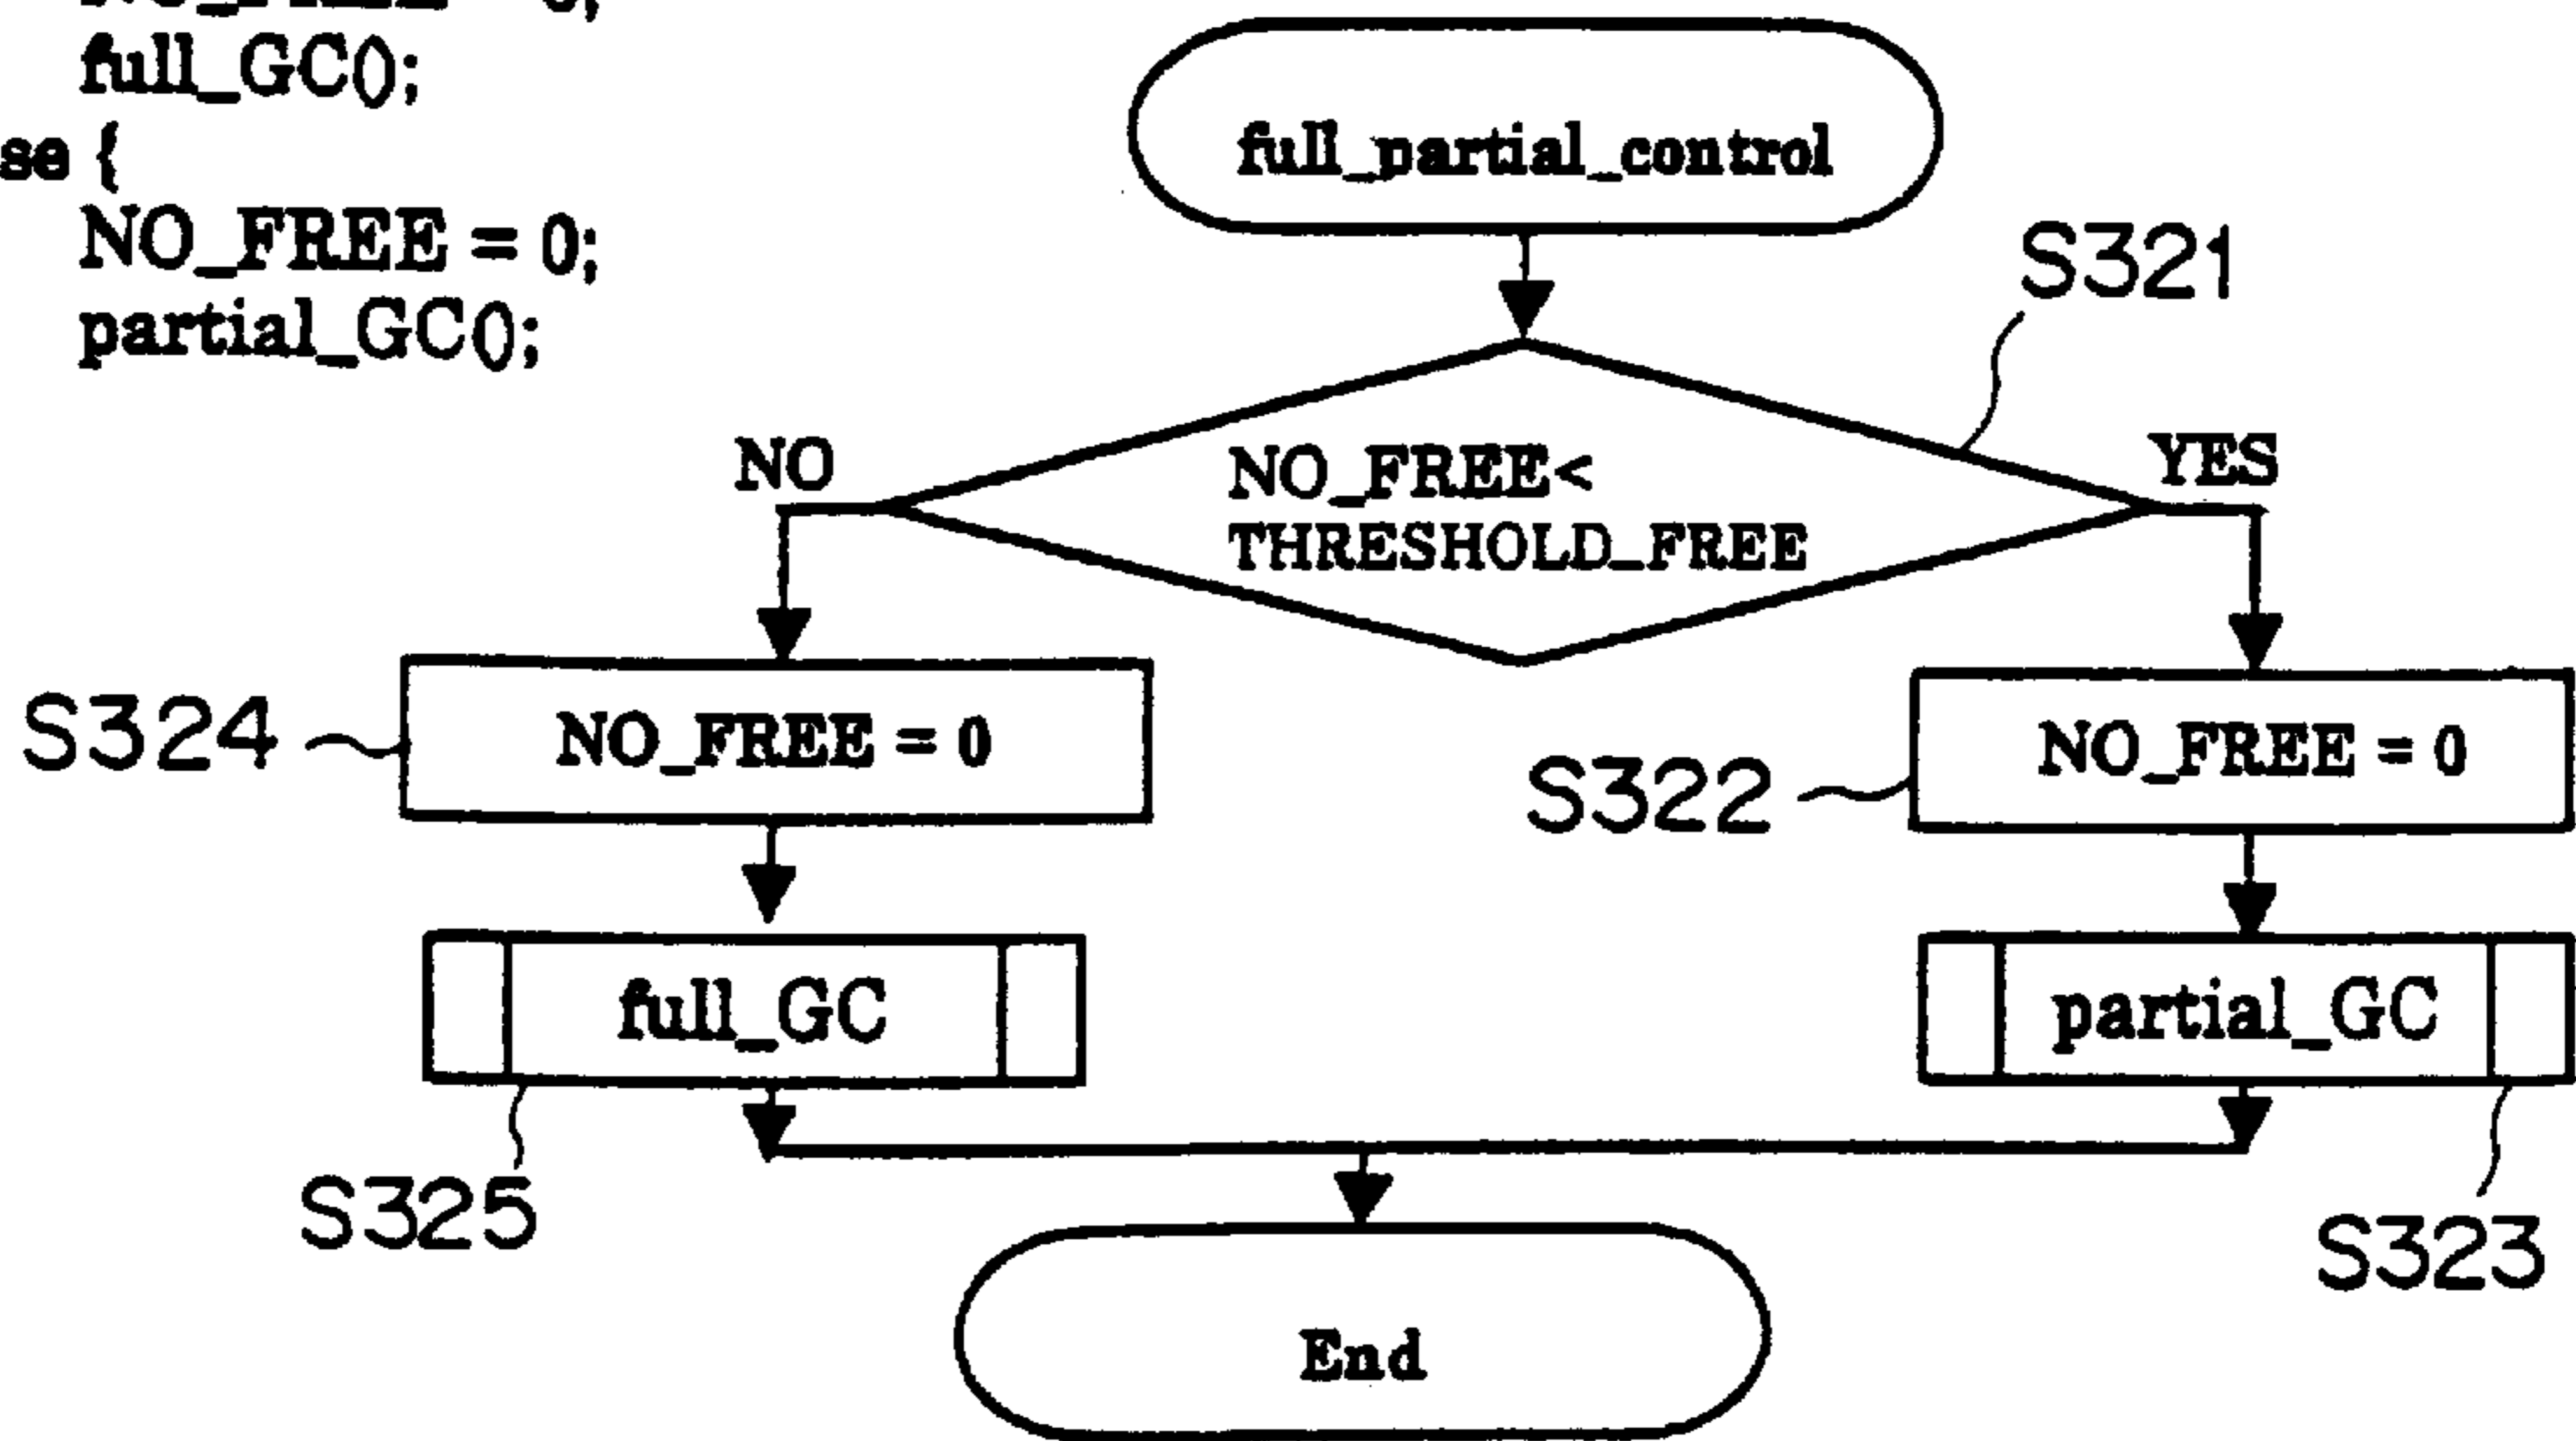 full_GC();
se {
NO_FREE = 0;
partial_GC();
full_partial_control
S321
NO
NO_FREE<
THRESHOLD_FREE
YES
S324
NO_FREE = 0
S322
NO_FREE = 0
full_GC
partial_GC
S325
S323
End